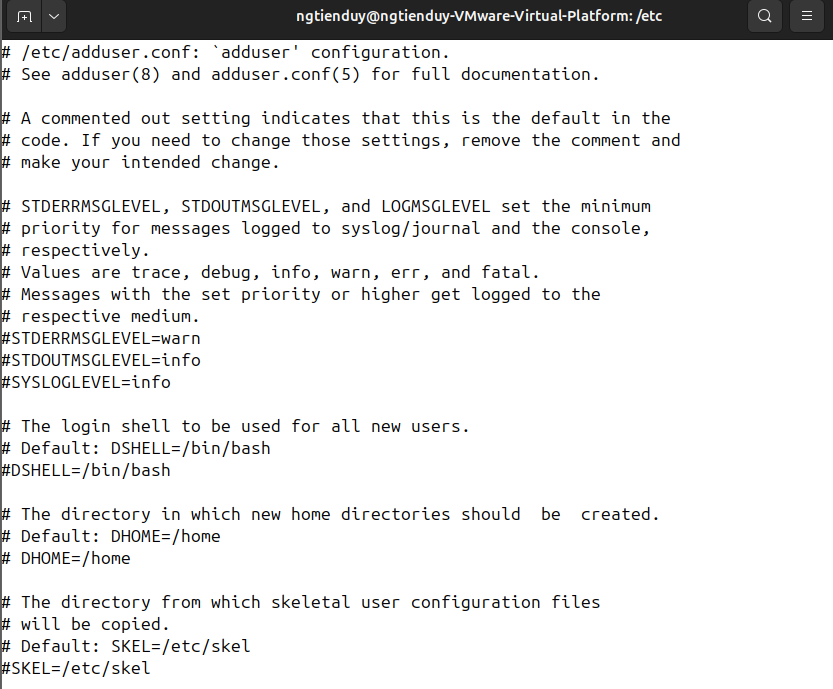 ngtienduy@ngtienduy-VMware-Virtual-Platform: /etc
# /etc/adduser.conf: `adduser' configuration.
# See adduser(8) and adduser.conf(5) for full documentation.

# A commented out setting indicates that this is the default in the
# code. If you need to change those settings, remove the comment and
# make your intended change.

# STDERRMSGLEVEL, STDOUTMSGLEVEL, and LOGMSGLEVEL set the minimum
# priority for messages logged to syslog/journal and the console,
# respectively.
# Values are trace, debug, info, warn, err, and fatal.
# Messages with the set priority or higher get logged to the
# respective medium.
#STDERRMSGLEVEL=warn
#STDOUTMSGLEVEL=info
#SYSLOGLEVEL=info

# The login shell to be used for all new users.
# Default: DSHELL=/bin/bash
#DSHELL=/bin/bash

# The directory in which new home directories should  be  created.
# Default: DHOME=/home
# DHOME=/home

# The directory from which skeletal user configuration files
# will be copied.
# Default: SKEL=/etc/skel
#SKEL=/etc/skel